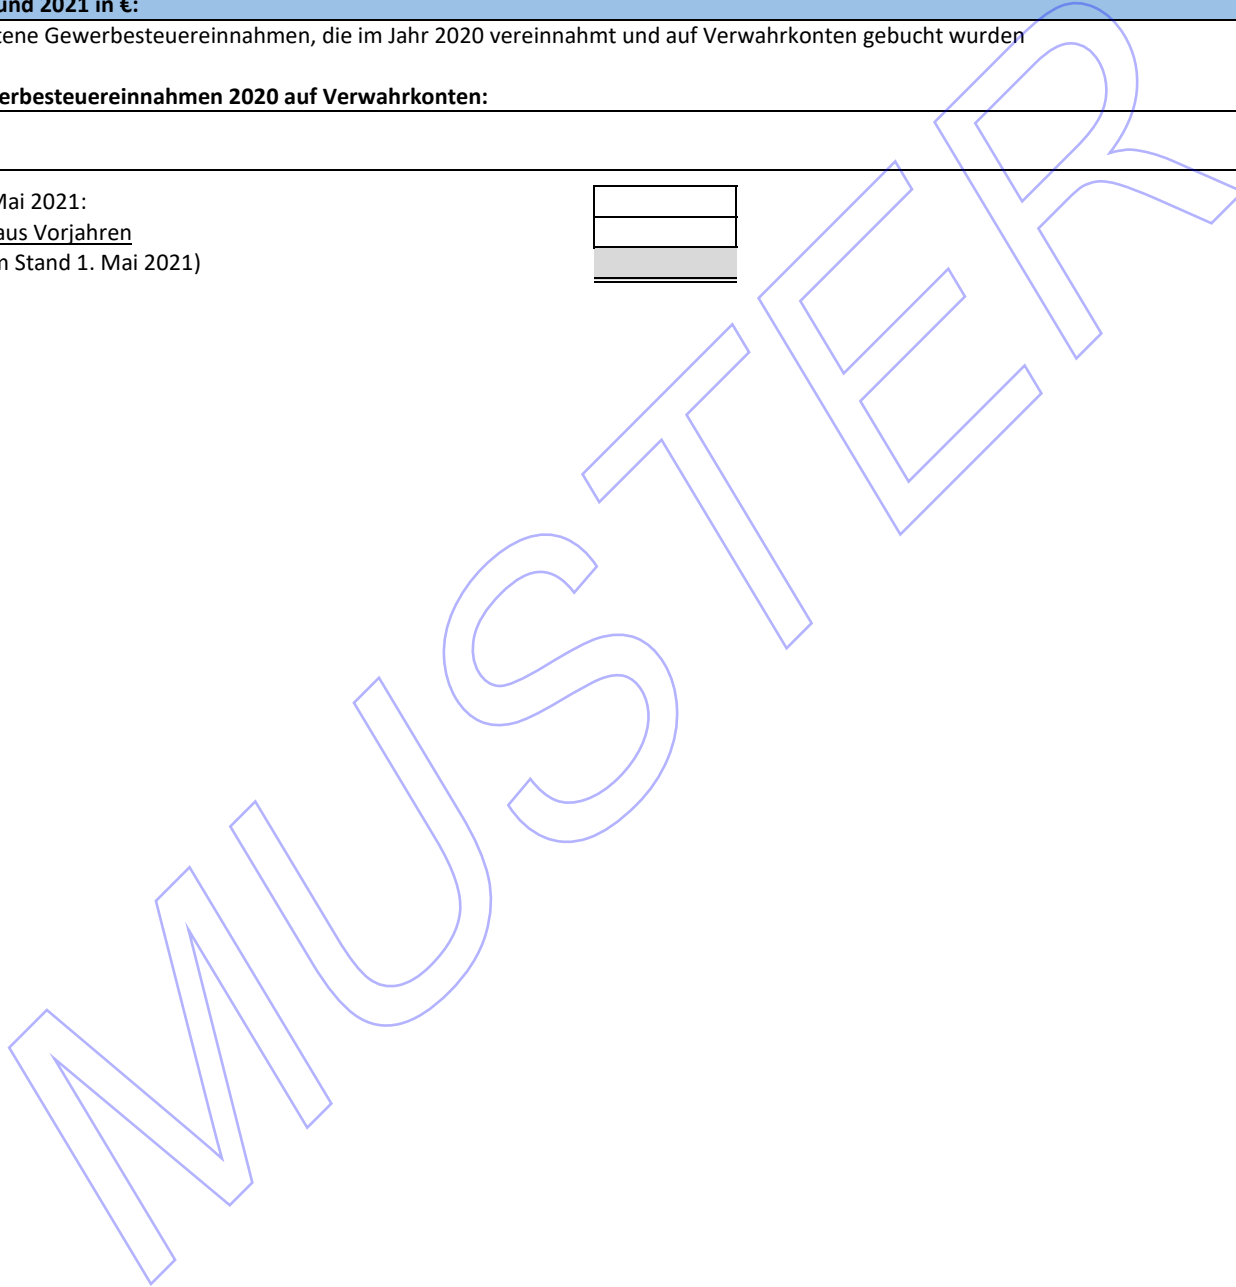 und 2021 in €:
tene Gewerbesteuereinnahmen, die im Jahr 2020 vereinnahmt und auf Verwahrkonten gebucht wurden
erbesteuereinnahmen 2020 auf Verwahrkonten:
Mai 2021:
aus Vorjahren
m Stand 1. Mai 2021)
MUSTER